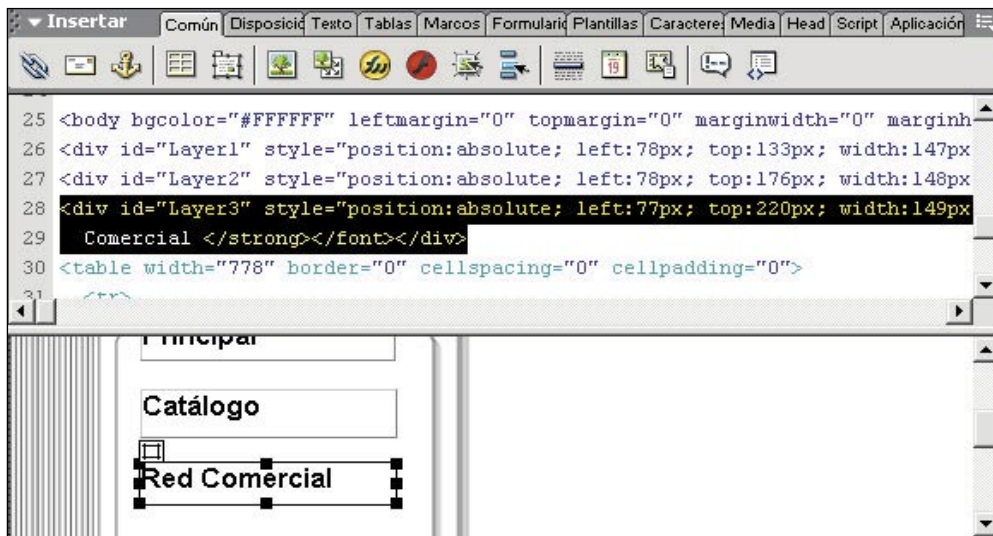 Insertar Común Disposició Texto Tablas Marcos Formulario Plantillas Caracteres Media Head Script Aplicación
19
25 <body bgcolor="#FFFFFF" leftmargin="0" topmargin="0" marginwidth="0" marginh
26 <div id="Layer1" style="position:absolute; left:78px; top:133px; width:147px
27 <div id="Layer2" style="position:absolute; left:78px; top:176px; width:148px
28 <div id="Layer3" style="position:absolute; left:77px; top:220px; width:149px
29 Comercial </strong></font></div>
30 <table width="778" border="0" cellspacing="0" cellpadding="0">
31 <tr>
Principal
Catálogo
Red Comercial